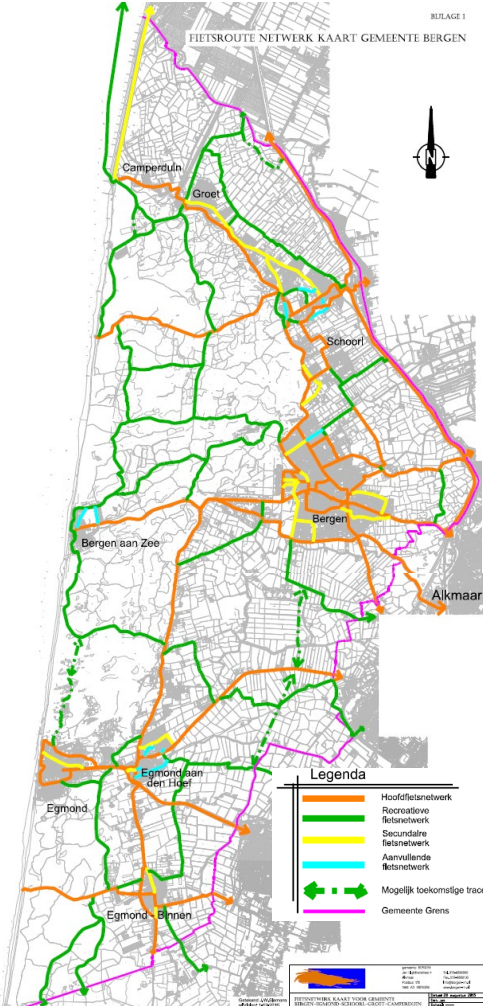 BIJLAGE 1
FIETSROUTE NETWERK KAART GEMEENTE BERGEN
N
Camperduin
Groet
Schoorl
Bergen
Bergen aan Zee
Alkmaar
Egmond aan
den Hoef
Egmond
Egmond - Binnen
Legenda
Hoofdfietsnetwerk
Recreatieve
fietsnetwerk
Secundaire
fietsnetwerk
Aanvullende
fietsnetwerk
Mogelijk toekomstige trace
Gemeente Grens
FIETSNETWERK KAART VOOR GEMEENTE
BERGEN-EGMOND-SCHOORL-GROET-CAMPERDUIN